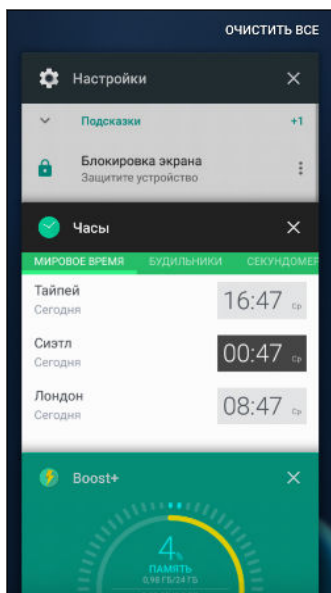 ОЧИСТИТЬ ВСЕ
Настройки
Подсказки +1
Блокировка экрана
Защитите устройство
Часы
МИРОВОЕ ВРЕМЯ БУДИЛЬНИКИ СЕКУНДОМЕР
Тайпей
Сегодня
16:47 Ср
Сиэтл
Сегодня
00:47 Ср
Лондон
Сегодня
08:47 Ср
Boost+
4%
ПАМЯТЬ
0,98 ГБ/24 ГБ